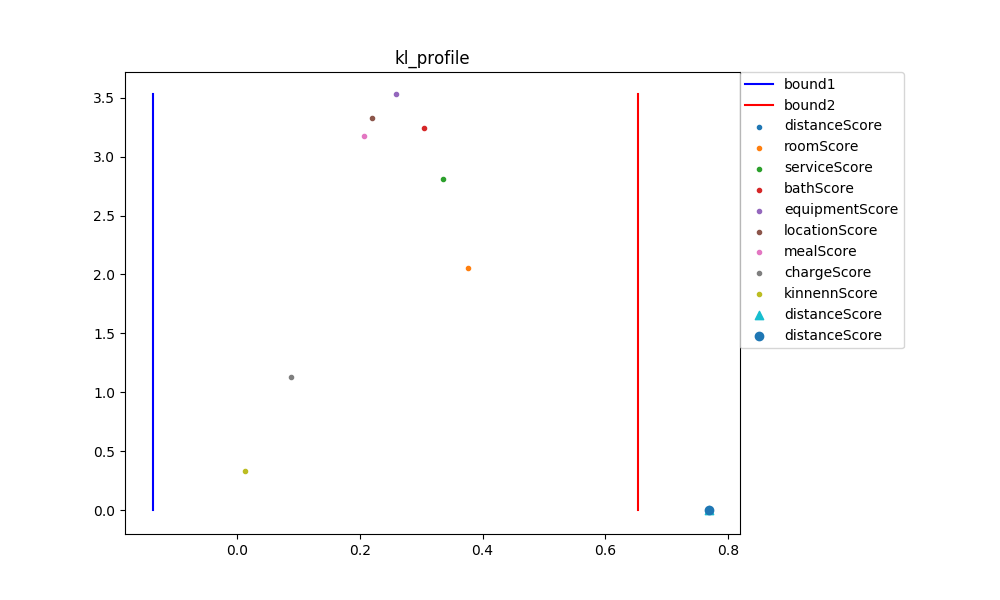 kl_profile
3.5
3.0
2.5
2.0
1.5
1.0
0.5
0.0
0.0 0.2 0.4 0.6 0.8
bound1
bound2
distanceScore
roomScore
serviceScore
bathScore
equipmentScore
locationScore
mealScore
chargeScore
kinnennScore
distanceScore
distanceScore